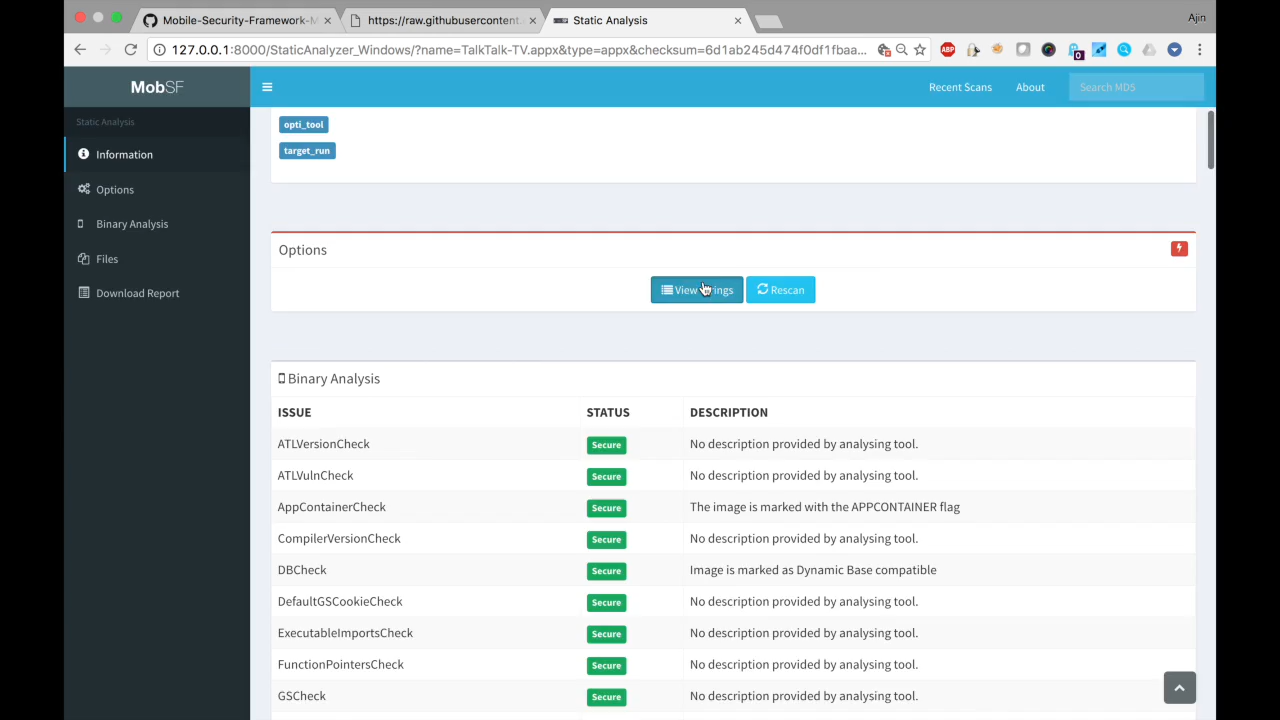 Mobile-Security-Framework-M
https://raw.githubusercontent.
Static Analysis
Ajin
127.0.0.1:8000/StaticAnalyzer_Windows/?name=TalkTalk-TV.appx&type=appx&checksum=6d1ab245d474f0df1fbaa...
ABP
0
MobSF
Recent Scans
About
Search MD5
Static Analysis
Information
Options
Binary Analysis
Files
Download Report
opti_tool
target_run
Options
View Rescan
Binary Analysis
ISSUE STATUS DESCRIPTION
ATLVersionCheck Secure No description provided by analysing tool.
ATLVulnCheck Secure No description provided by analysing tool.
AppContainerCheck Secure The image is marked with the APPCONTAINER flag
CompilerVersionCheck Secure No description provided by analysing tool.
DBCheck Secure Image is marked as Dynamic Base compatible
DefaultGSCookieCheck Secure No description provided by analysing tool.
ExecutableImportsCheck Secure No description provided by analysing tool.
FunctionPointersCheck Secure No description provided by analysing tool.
GSCheck Secure No description provided by analysing tool.